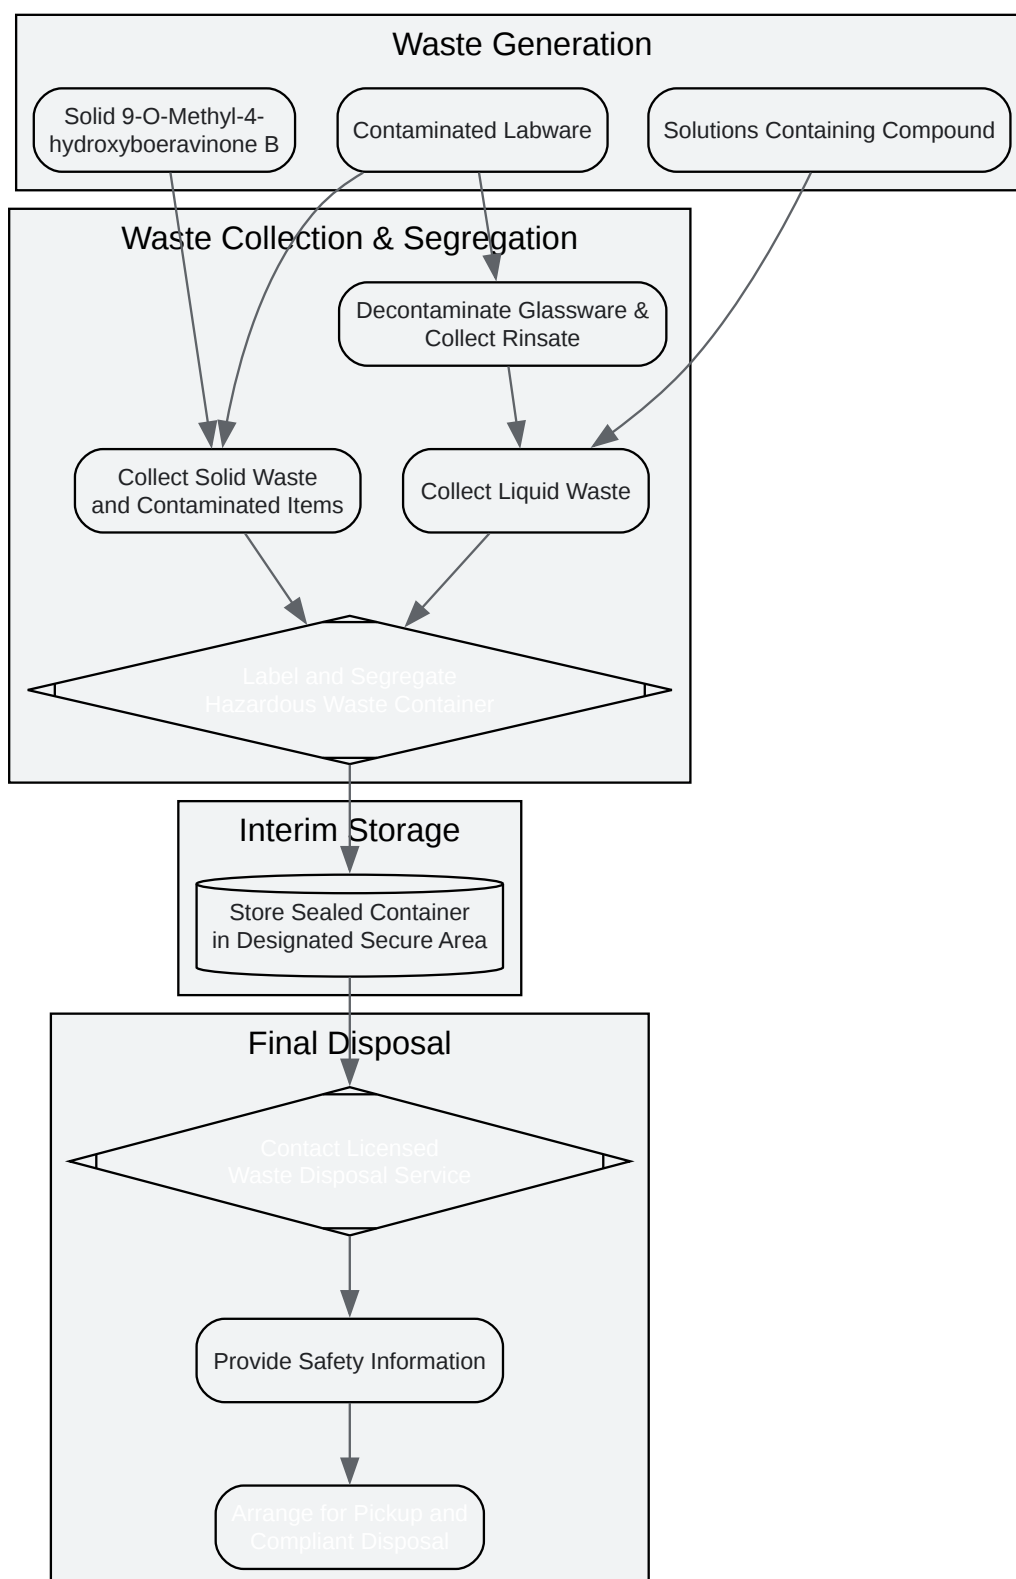 Waste Generation
Solid 9-O-Methyl-4-
hydroxyboeravinone B
Contaminated Labware
Solutions Containing Compound
Waste Collection & Segregation
Decontaminate Glassware &
Collect Rinsate
Collect Solid Waste
and Contaminated Items
Collect Liquid Waste
Label and Segregate
Hazardous Waste Container
Interim Storage
Store Sealed Container
in Designated Secure Area
Final Disposal
Contact Licensed
Waste Disposal Service
Provide Safety Information
Arrange for Pickup and
Compliant Disposal